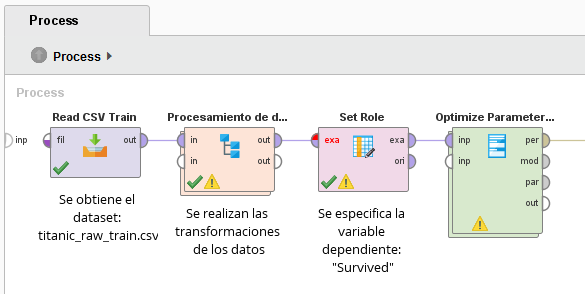 Process
Process
Process
Read CSV Train
Procesamiento de d...
Set Role
Optimize Parameter...
inp
fil
out
in
out
in
out
exa
exa
ori
inp
per
inp
mod
par
out
Se obtiene el
dataset:
titanic_raw_train.csv
Se realizan las
transformaciones
de los datos
Se especifica la
variable
dependiente:
"Survived"